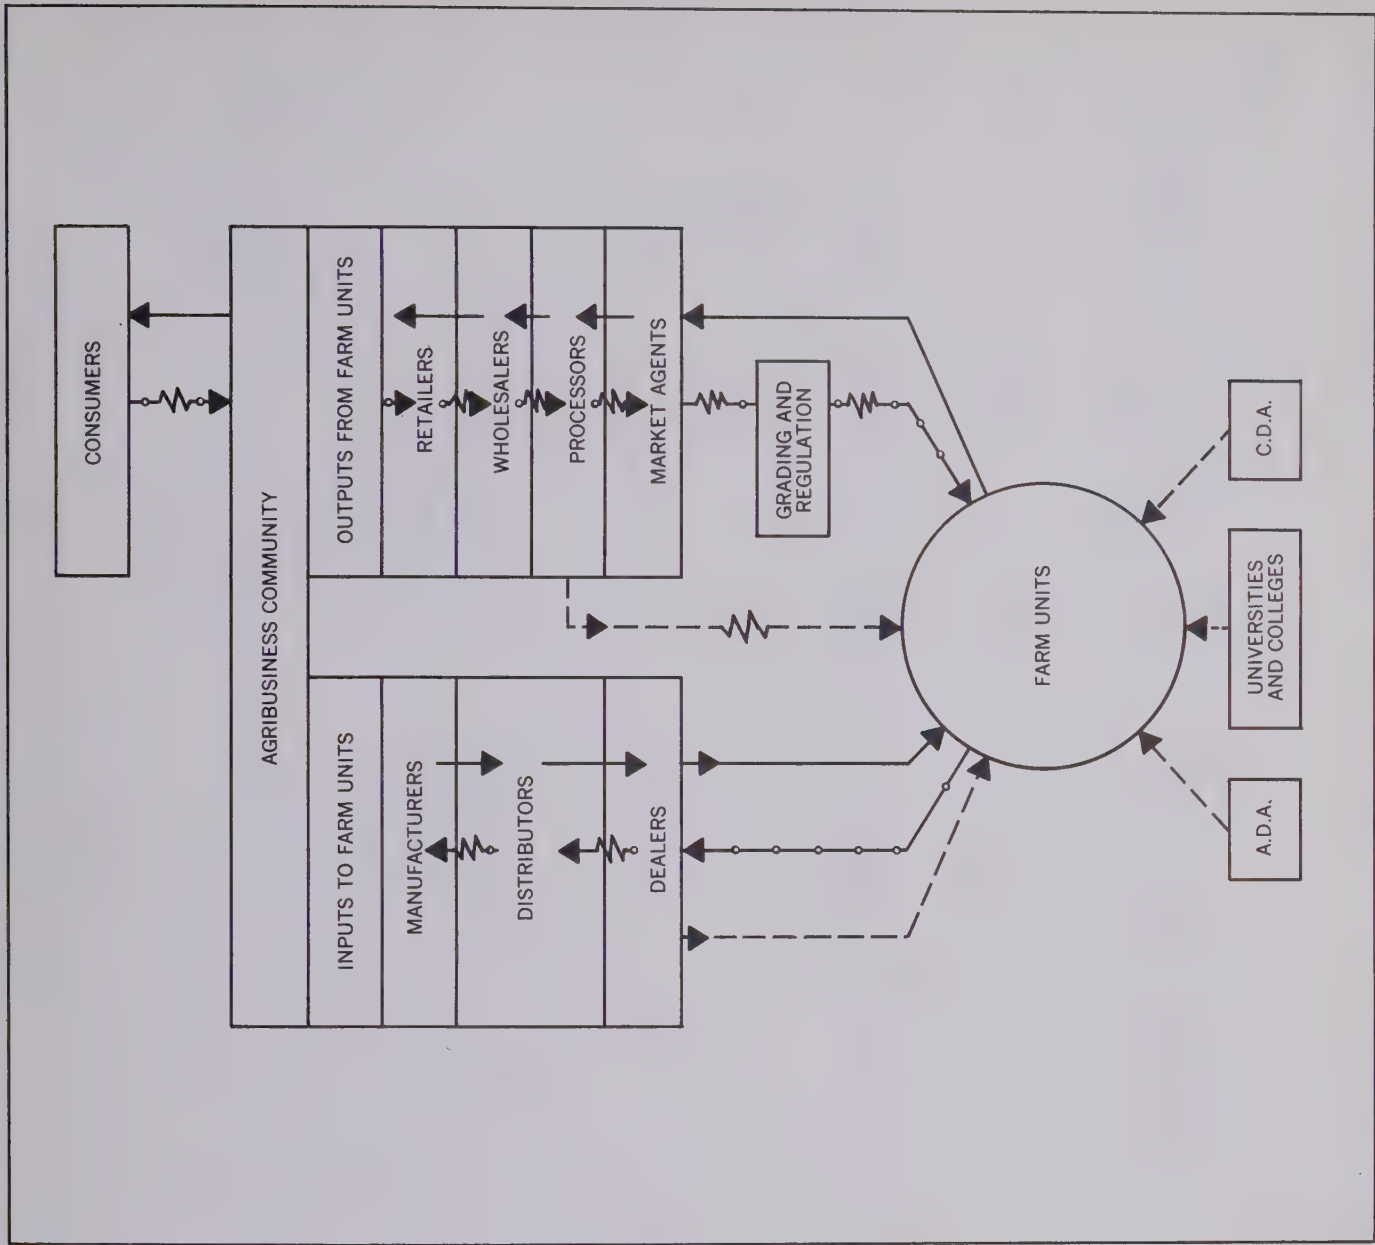 CONSUMERS
AGRIBUSINESS COMMUNITY
INPUTS TO FARM UNITS
MANUFACTURERS
DISTRIBUTORS
DEALERS
OUTPUTS FROM FARM UNITS
RETAILERS
WHOLESALERS
PROCESSORS
MARKET AGENTS
GRADING AND
REGULATION
FARM UNITS
A.D.A.
UNIVERSITIES
AND COLLEGES
C.D.A.